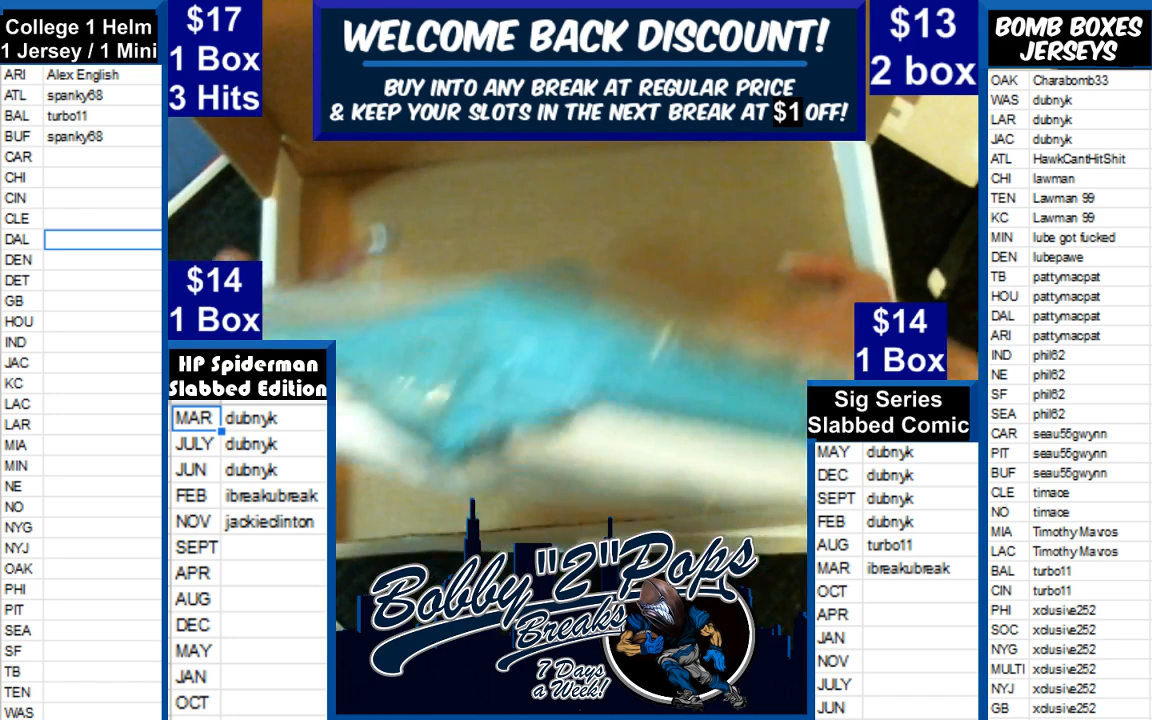 College 1 Helm
1 Jersey / 1 Mini
ARI Alex English
ATL spanky68
BAL turbo11
BUF spanky68
CAR
CHI
CIN
CLE
DAL
DEN
DET
GB
HOU
IND
JAC
KC
LAC
LAR
MIA
MIN
NE
NO
NYG
NYJ
OAK
PHI
PIT
SEA
SF
TB
TEN
WAS
$17
1 Box
3 Hits
WELCOME BACK DISCOUNT!
BUY INTO ANY BREAK AT REGULAR PRICE
& KEEP YOUR SLOTS IN THE NEXT BREAK AT $1 OFF!
$13
2 box
$14
1 Box
HP Spiderman
Slabbed Edition
MAR dubnyk
JULY dubnyk
JUN dubnyk
FEB ibreakubreak
NOV jackieclinton
SEPT
APR
AUG
DEC
MAY
JAN
OCT
Bobby "2" Pops
Breaks
7 Days
a Week!
$14
1 Box
Sig Series
Slabbed Comic
MAY dubnyk
DEC dubnyk
SEPT dubnyk
FEB dubnyk
AUG turbo11
MAR ibreakubreak
OCT
APR
JAN
NOV
JULY
JUN
BOMB BOXES
JERSEYS
OAK Charabomb33
WAS dubnyk
LAR dubnyk
JAC dubnyk
ATL HawkCantHitShit
CHI lawman
TEN Lawman 99
KC Lawman 99
MIN lube got fucked
DEN lubepawe
TB pattymacpat
HOU pattymacpat
DAL pattymacpat
ARI pattymacpat
IND phil62
NE phil62
SF phil62
SEA phil62
CAR seau55gwynn
PIT seau55gwynn
BUF seau55gwynn
CLE timace
NO timace
MIA Timothy Mavros
LAC Timothy Mavros
BAL turbo11
CIN turbo11
PHI xclusive252
SOC xclusive252
NYG xclusive252
MULTI xclusive252
NYJ xclusive252
GB xclusive252